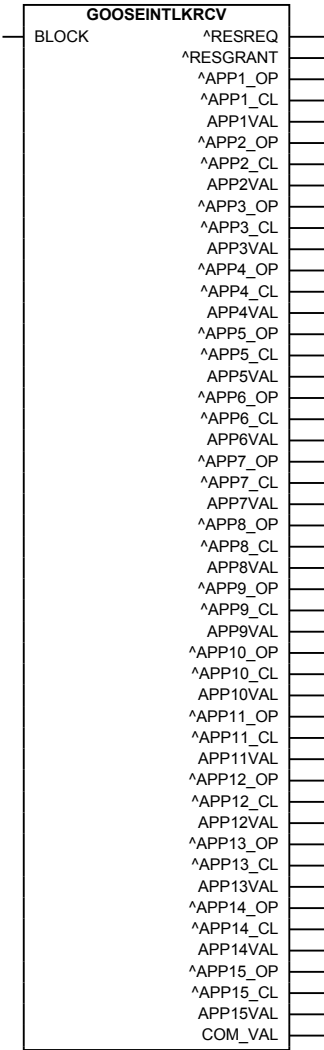 GOOSEINTLKRCV
BLOCK ^RESREQ
^RESGRANT
^APP1_OP
^APP1_CL
APP1VAL
^APP2_OP
^APP2_CL
APP2VAL
^APP3_OP
^APP3_CL
APP3VAL
^APP4_OP
^APP4_CL
APP4VAL
^APP5_OP
^APP5_CL
APP5VAL
^APP6_OP
^APP6_CL
APP6VAL
^APP7_OP
^APP7_CL
APP7VAL
^APP8_OP
^APP8_CL
APP8VAL
^APP9_OP
^APP9_CL
APP9VAL
^APP10_OP
^APP10_CL
APP10VAL
^APP11_OP
^APP11_CL
APP11VAL
^APP12_OP
^APP12_CL
APP12VAL
^APP13_OP
^APP13_CL
APP13VAL
^APP14_OP
^APP14_CL
APP14VAL
^APP15_OP
^APP15_CL
APP15VAL
COM_VAL